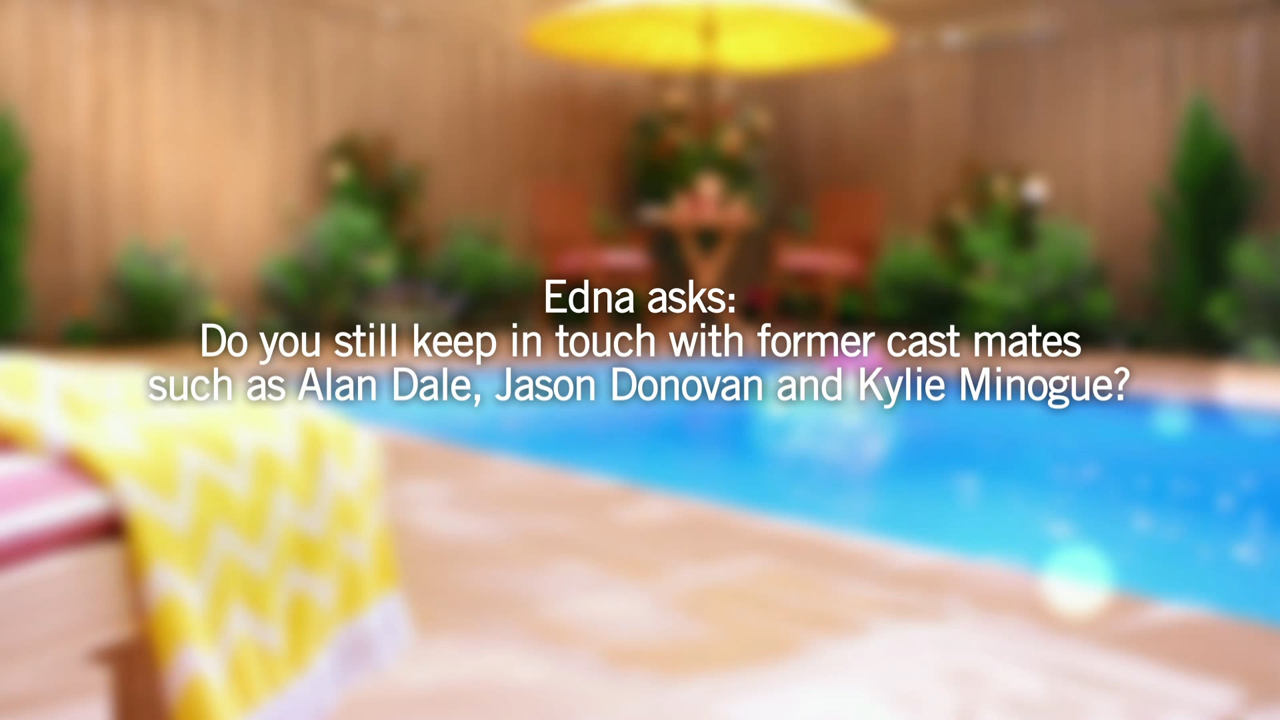 Edna asks:
Do you still keep in touch with former cast mates
such as Alan Dale, Jason Donovan and Kylie Minogue?